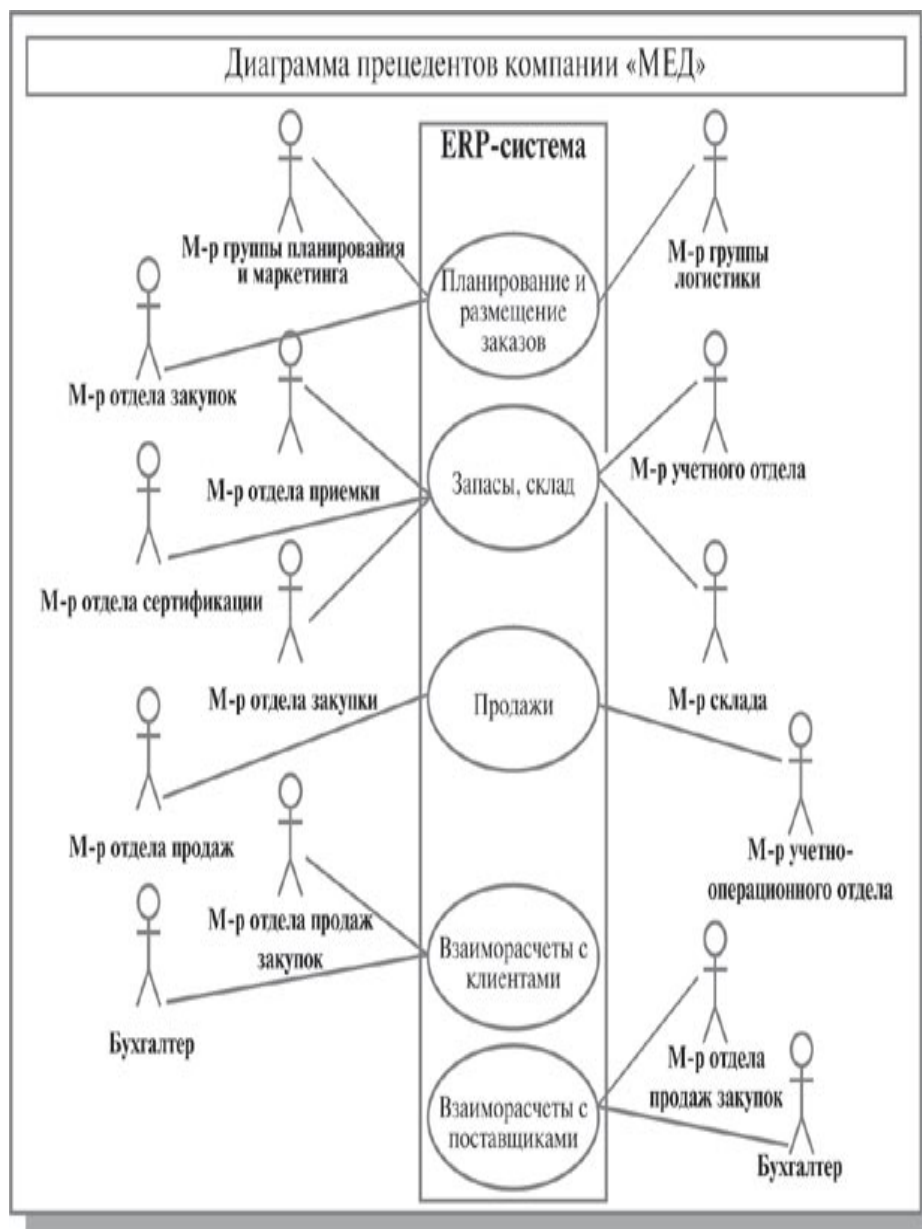 Диаграмма прецедентов компании «МЕД»
ERP-система
М-р группы планирования
и маркетинга
М-р группы
логистики
Планирование и
размещение
заказов
М-р отдела закупок
М-р отдела приемки
Запасы, склад
М-р учетного отдела
М-р отдела сертификации
М-р отдела закупки
Продажи
М-р склада
М-р отдела продаж
М-р учетно-
операционного отдела
М-р отдела продаж
закупок
Взаиморасчеты с
клиентами
Бухгалтер
М-р отдела
продаж закупок
Взаиморасчеты с
поставщиками
Бухгалтер